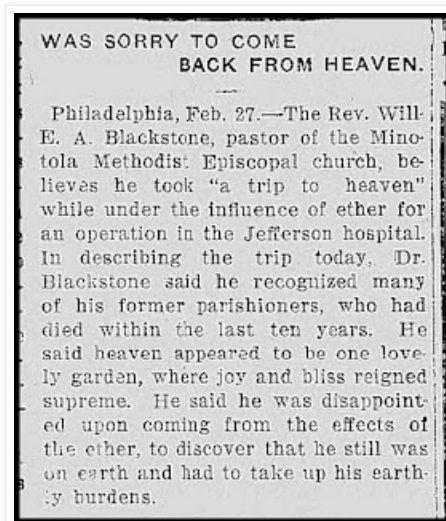 WAS SORRY TO COME
BACK FROM HEAVEN.
Philadelphia, Feb. 27.—The Rev. Will-
E. A. Blackstone, pastor of the Mino-
tola Methodist Episcopal church, be-
lieves he took "a trip to heaven"
while under the influence of ether for
an operation in the Jefferson hospital.
In describing the trip today, Dr.
Blackstone said he recognized many
of his former parishioners, who had
died within the last ten years. He
said heaven appeared to be one love-
ly garden, where joy and bliss reigned
supreme. He said he was disappoint-
ed upon coming from the effects of
the ether, to discover that he still was
on earth and had to take up his earth-
ly burdens.